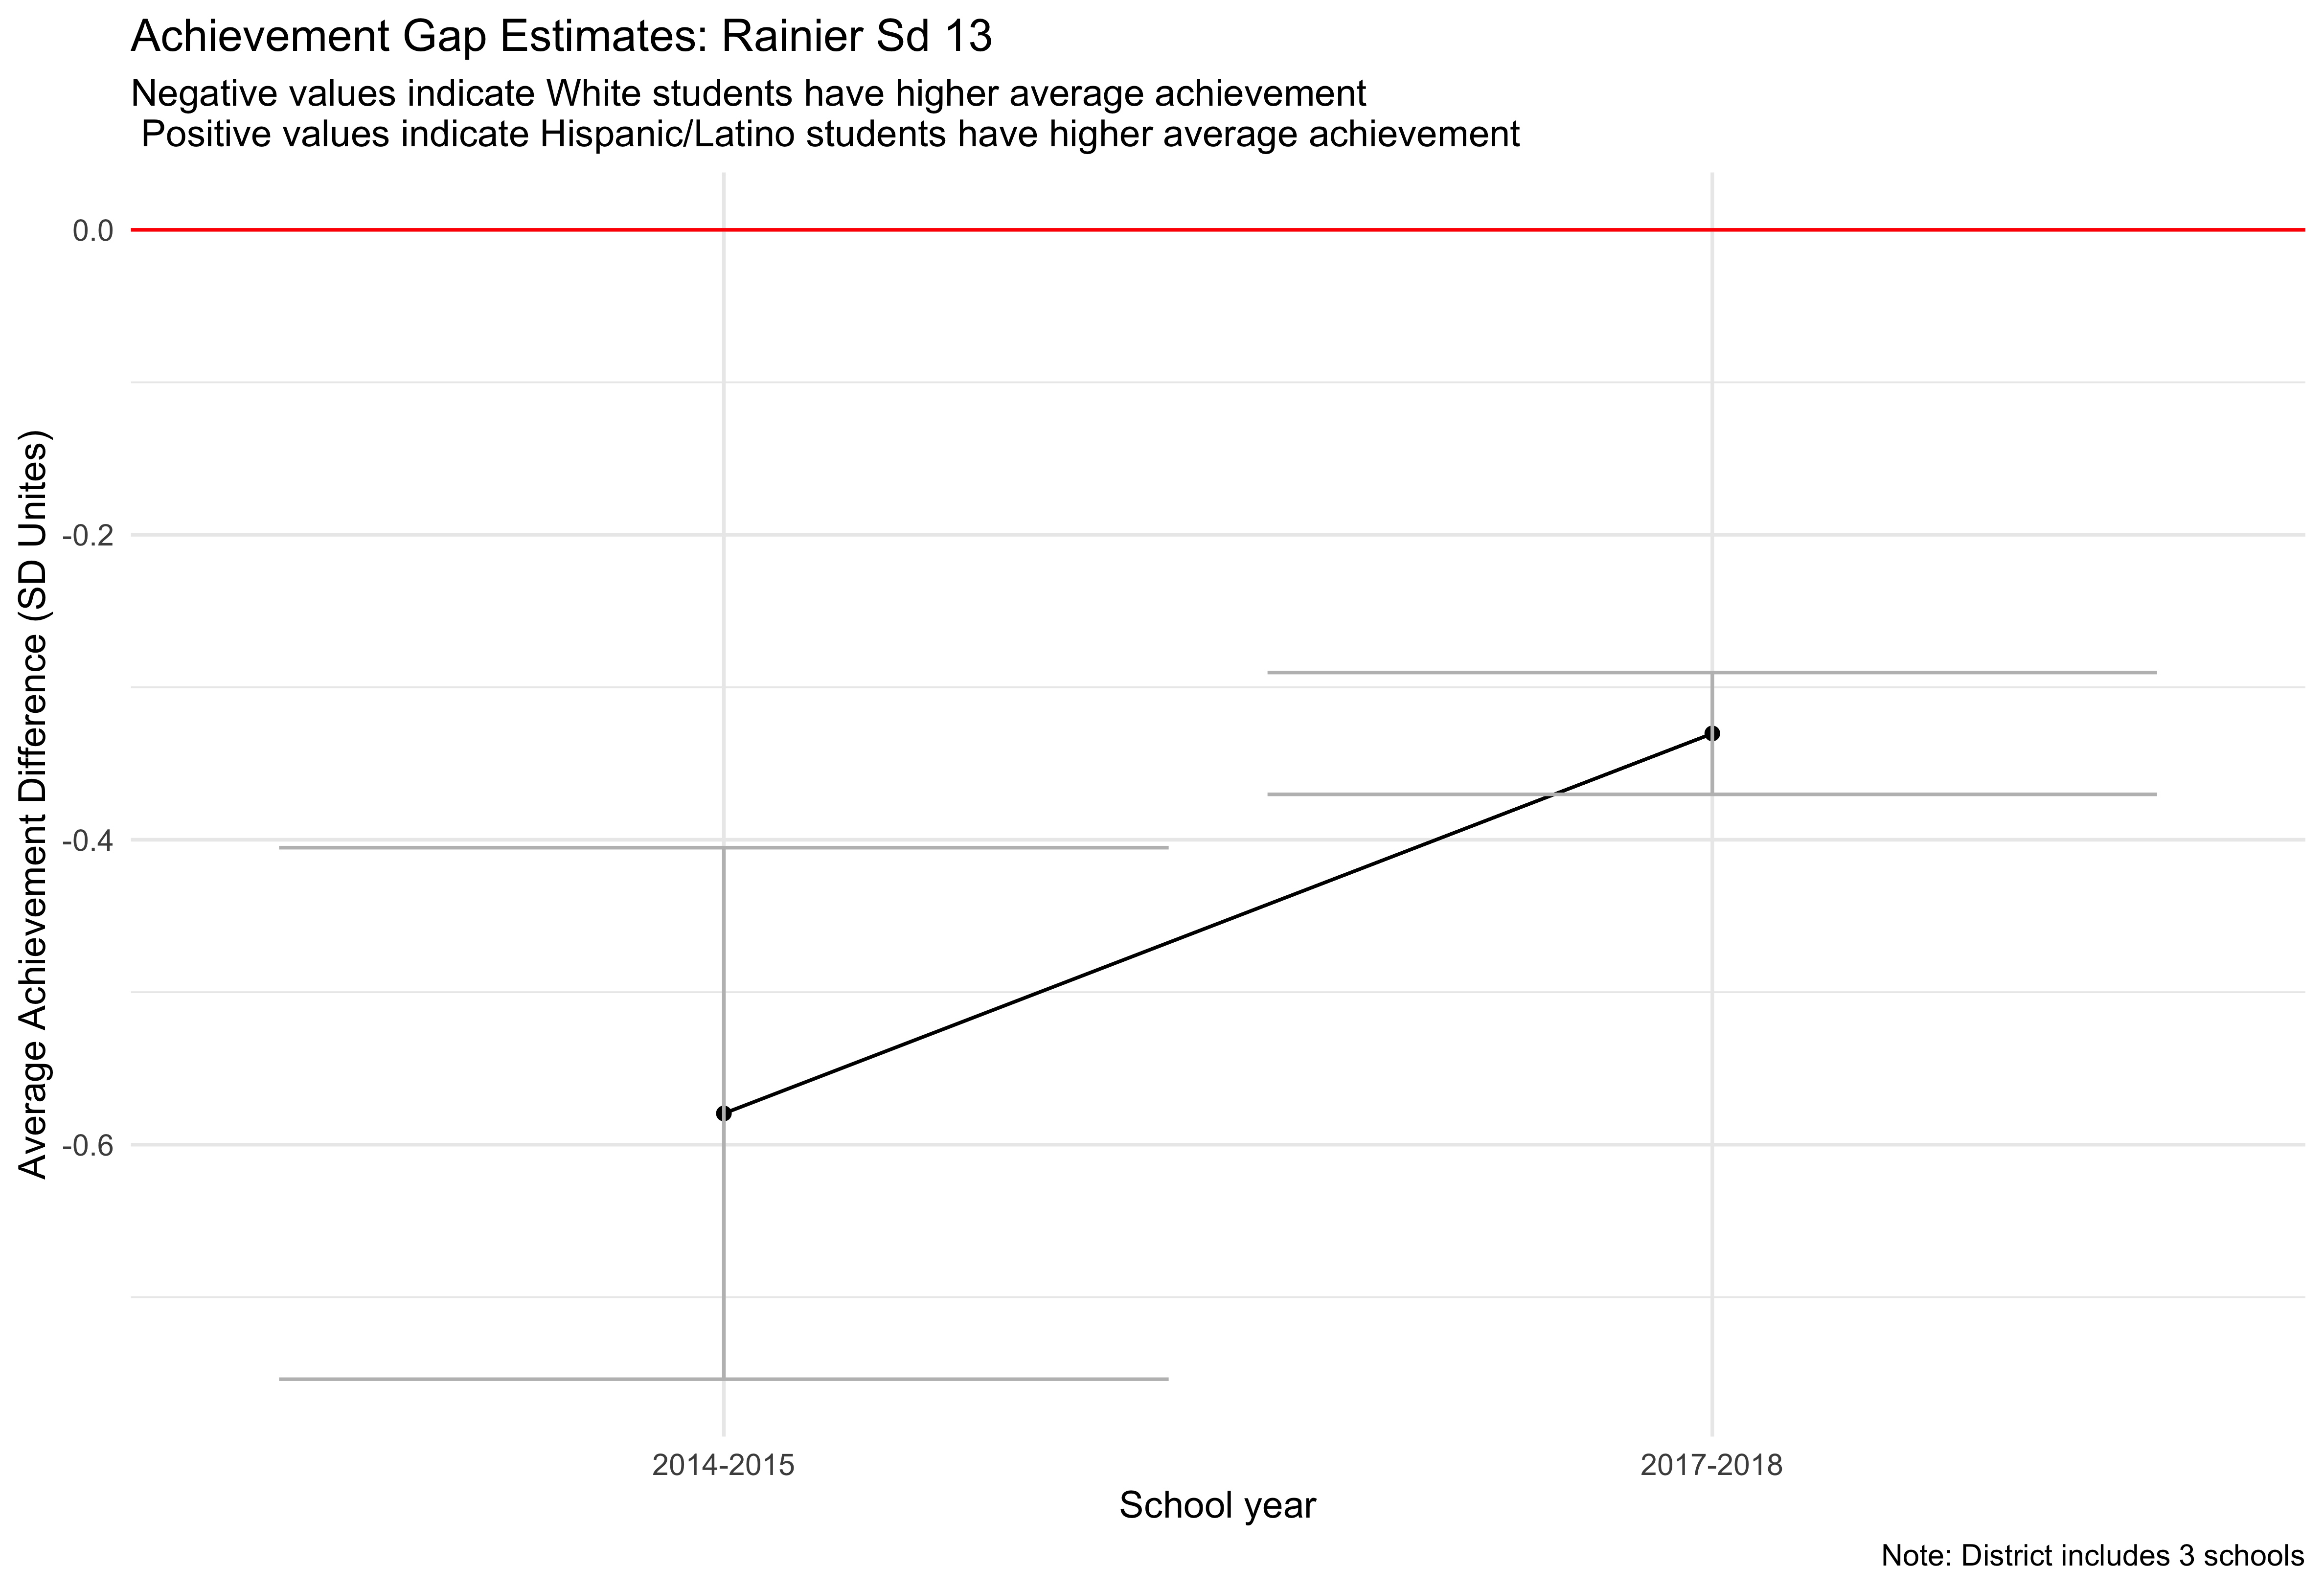 Achievement Gap Estimates: Rainier Sd 13
Negative values indicate White students have higher average achievement
Positive values indicate Hispanic/Latino students have higher average achievement
Average Achievement Difference (SD Unites)
0.0
-0.2
-0.4
-0.6
2014-2015
2017-2018
School year
Note: District includes 3 schools